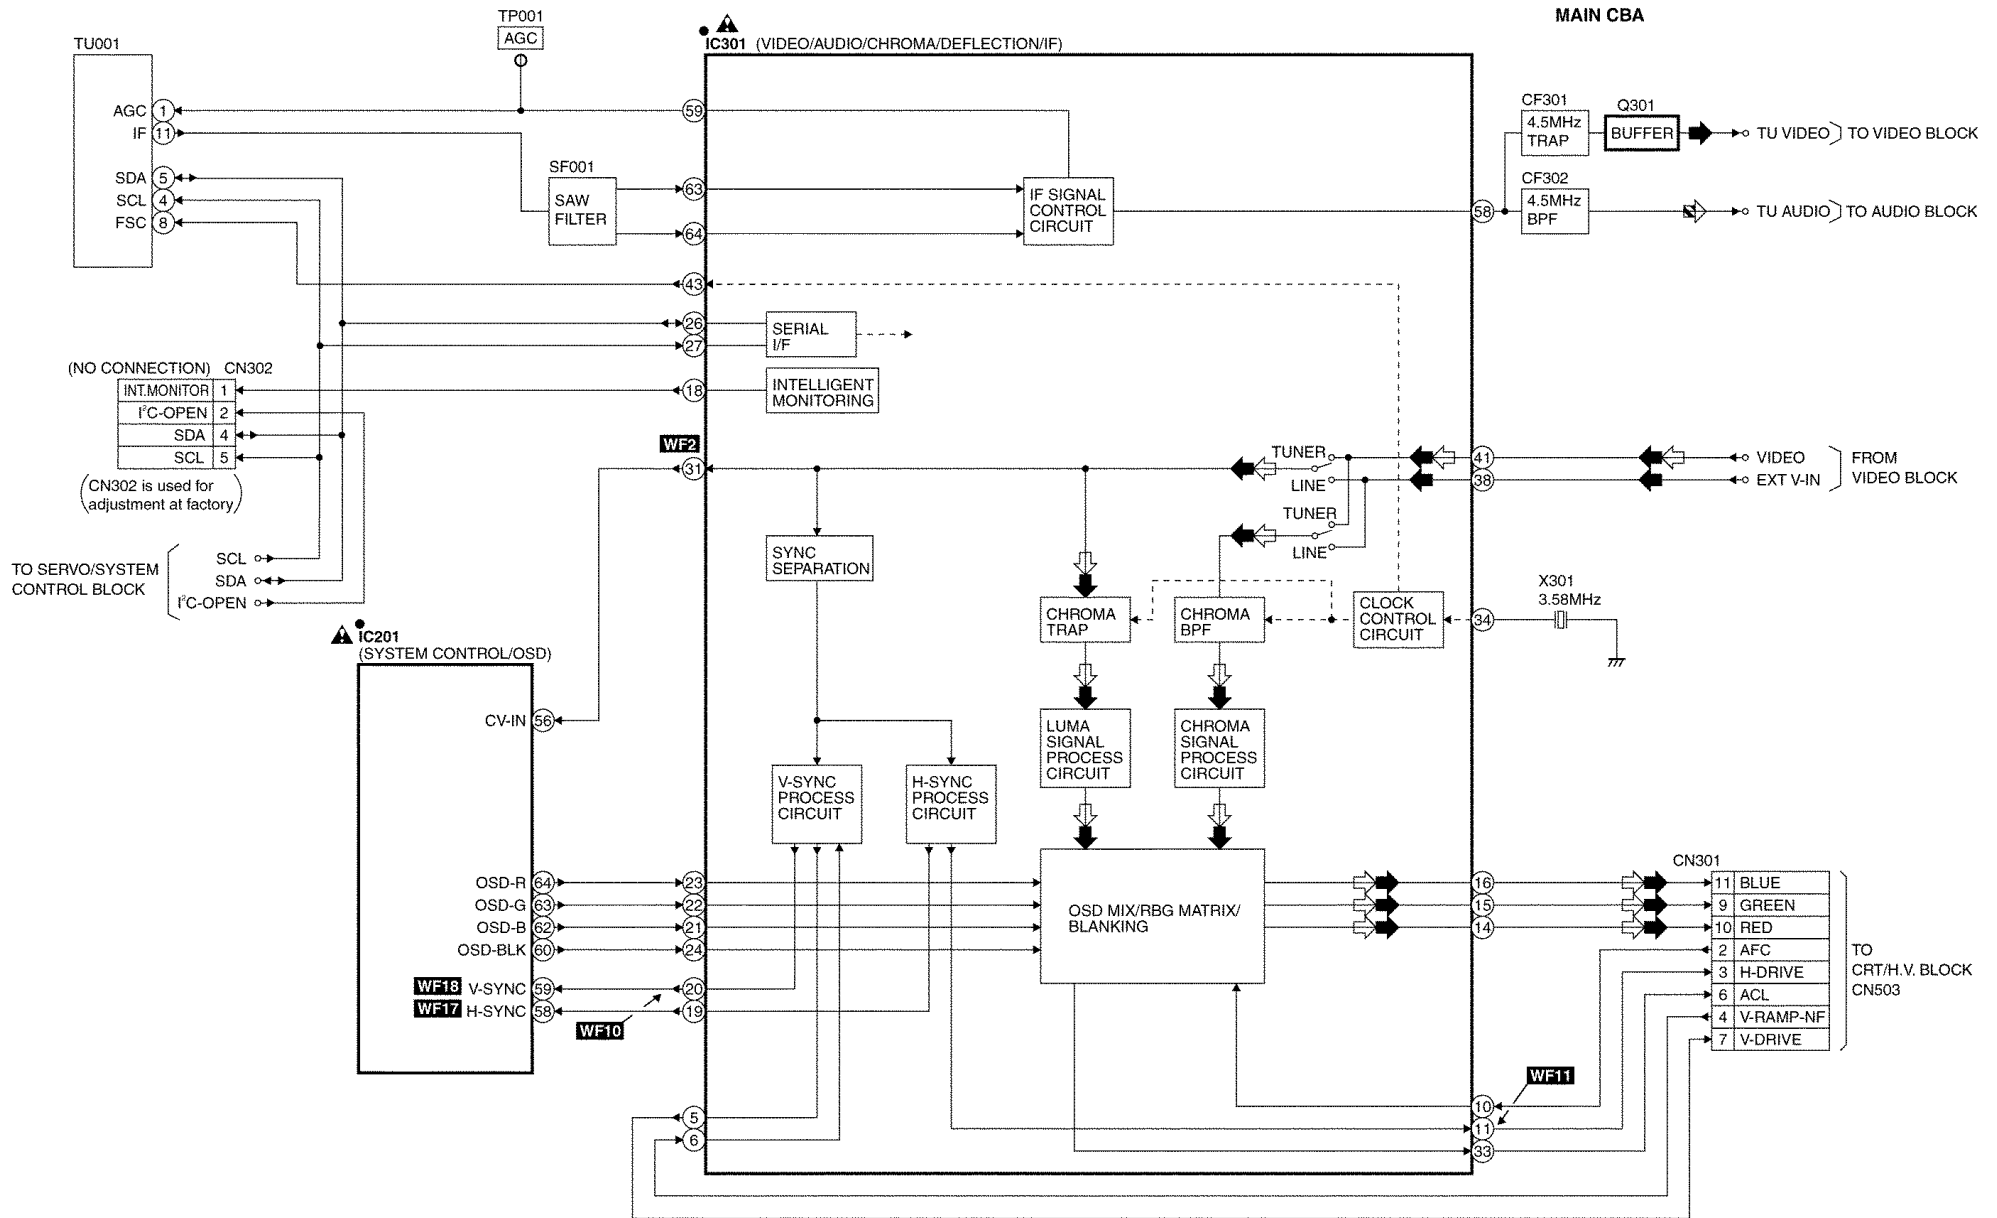 MAIN CBA
TP001
AGC
TU001
IC301 (VIDEO/AUDIO/CHROMA/DEFLECTION/IF)
AGC 1
IF 11
SDA 5
SCL 4
FSC 8
SF001
SAW
FILTER
59
63
64
43
26
27
18
31
IF SIGNAL
CONTROL
CIRCUIT
58
CF301
4.5MHz
TRAP
Q301
BUFFER
TU VIDEO
TO VIDEO BLOCK
CF302
4.5MHz
BPF
TU AUDIO
TO AUDIO BLOCK
SERIAL
I/F
INTELLIGENT
MONITORING
(NO CONNECTION) CN302
INT.MONITOR 1
I²C-OPEN 2
SDA 4
SCL 5
(CN302 is used for
adjustment at factory)
WF2
TUNER
LINE
TUNER
LINE
41
38
VIDEO
EXT V-IN
FROM
VIDEO BLOCK
TO SERVO/SYSTEM
CONTROL BLOCK
SCL
SDA
I²C-OPEN
SYNC
SEPARATION
CHROMA
TRAP
CHROMA
BPF
CLOCK
CONTROL
CIRCUIT
34
X301
3.58MHz
IC201
(SYSTEM CONTROL/OSD)
CV-IN 56
LUMA
SIGNAL
PROCESS
CIRCUIT
CHROMA
SIGNAL
PROCESS
CIRCUIT
V-SYNC
PROCESS
CIRCUIT
H-SYNC
PROCESS
CIRCUIT
OSD-R 64
OSD-G 63
OSD-B 62
OSD-BLK 60
WF18 V-SYNC 59
WF17 H-SYNC 58
WF10
23
22
21
24
20
19
5
6
OSD MIX/RBG MATRIX/
BLANKING
16
15
14
10
11
33
WF11
CN301
11 BLUE
9 GREEN
10 RED
2 AFC
3 H-DRIVE
6 ACL
4 V-RAMP-NF
7 V-DRIVE
TO
CRT/H.V. BLOCK
CN503